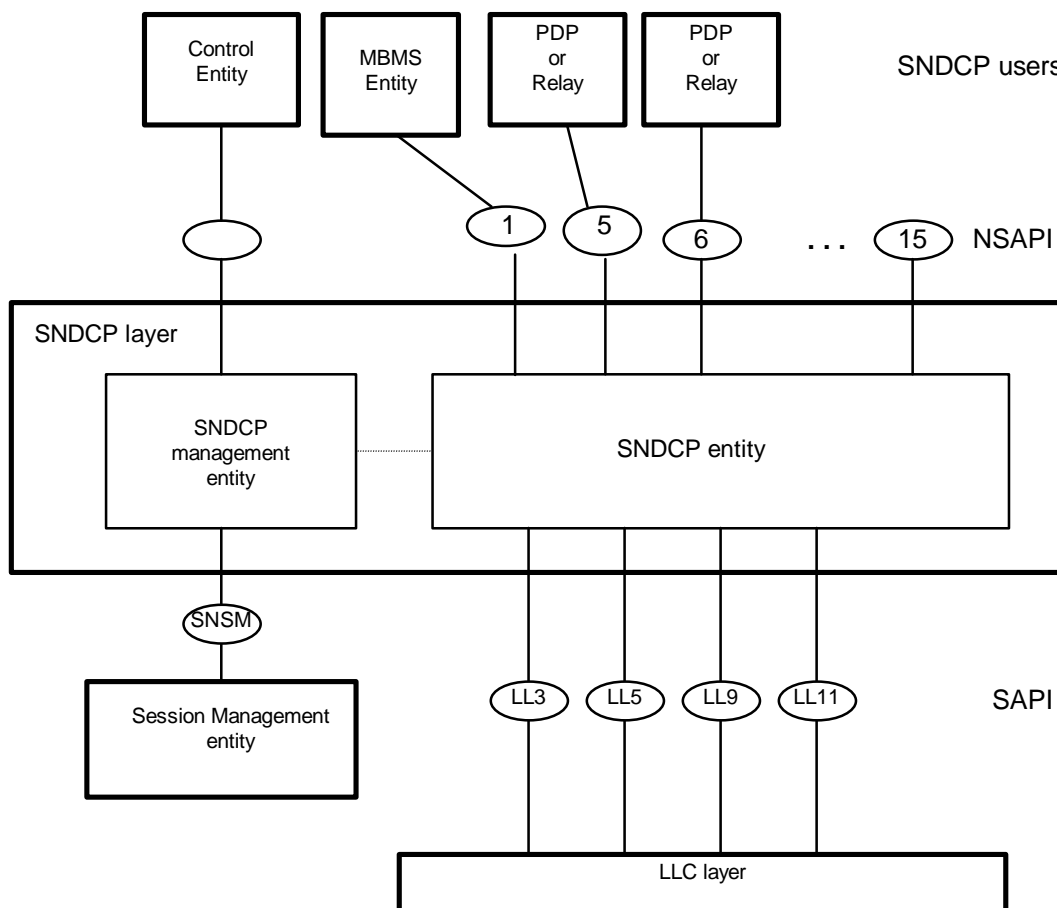 Control
Entity
MBMS
Entity
PDP
or
Relay
PDP
or
Relay
SNDCP users
1
5
6
. . .
15
NSAPI
SNDCP layer
SNDCP
management
entity
SNDCP entity
SNSM
Session Management
entity
LL3
LL5
LL9
LL11
SAPI
LLC layer